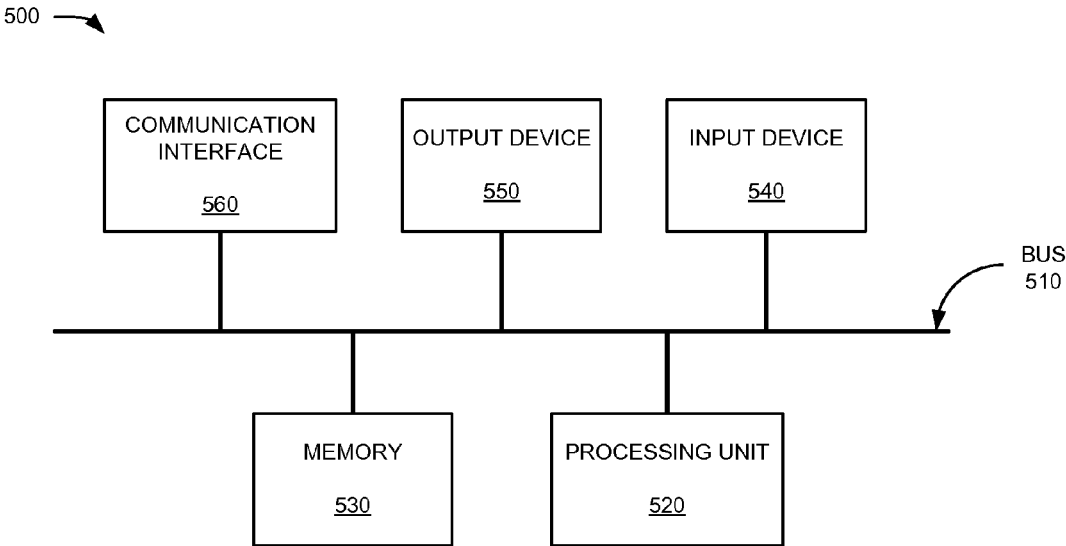 500
COMMUNICATION
INTERFACE
560
OUTPUT DEVICE
550
INPUT DEVICE
540
BUS
510
MEMORY
530
PROCESSING UNIT
520